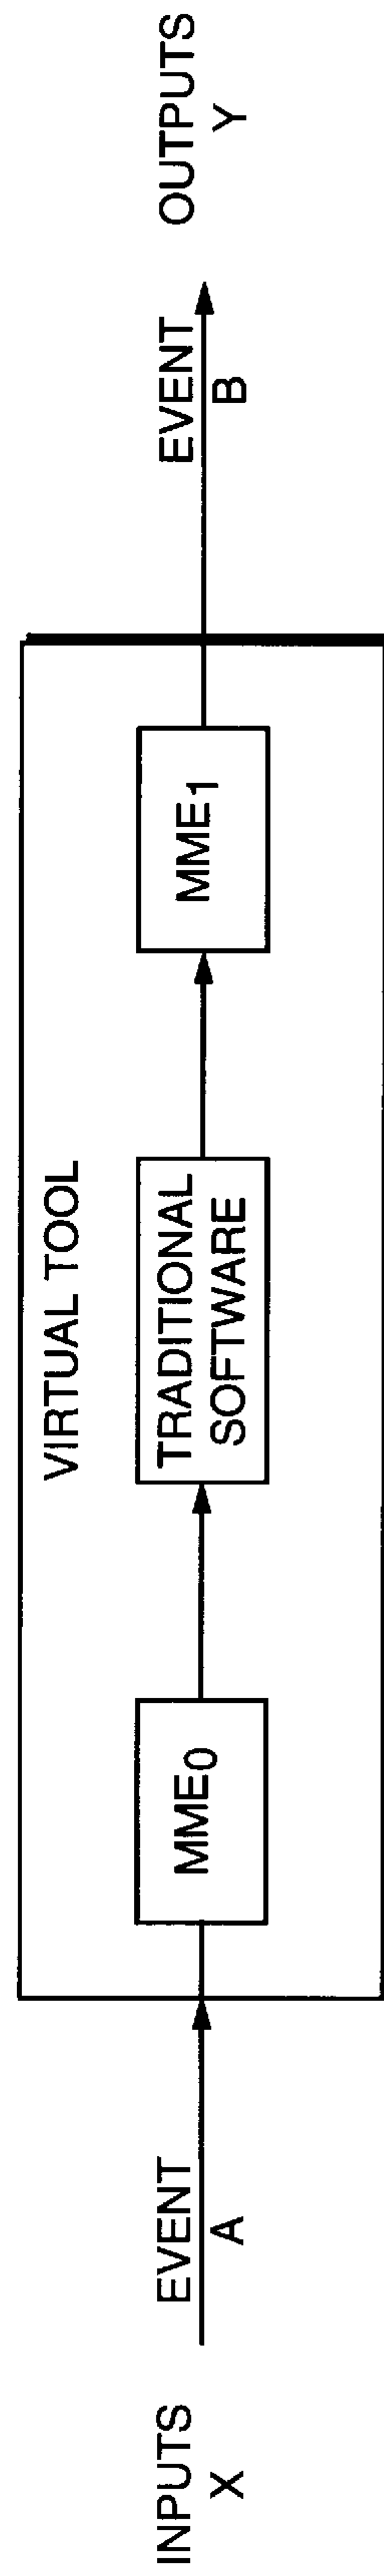 VIRTUAL TOOL
INPUTS
X
EVENT
A
MME0
TRADITIONAL
SOFTWARE
MME1
EVENT
B
OUTPUTS
Y